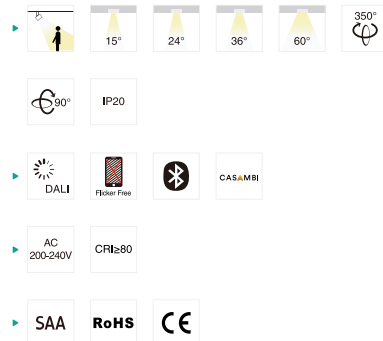 15°
24°
36°
60°
350°
90°
IP20
DALI
Flicker Free
CASAMBI
AC
200-240V
CRI≥80
SAA
RoHS
CE